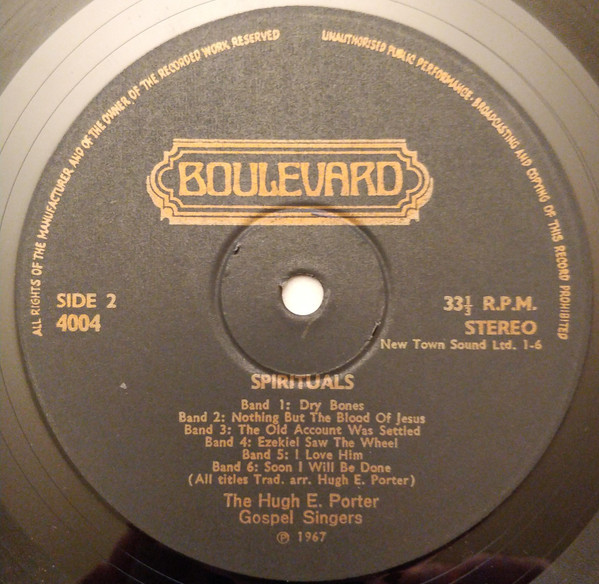 ALL RIGHTS OF THE MANUFACTURER AND OF THE OWNER OF THE RECORDED WORK RESERVED
UNAUTHORISED PUBLIC PERFORMANCE · BROADCASTING AND COPYING OF THIS RECORD PROHIBITED
BOULEVARD
SIDE 2
4004
33⅓ R.P.M.
STEREO
New Town Sound Ltd. 1-6
SPIRITUALS
Band 1: Dry Bones
Band 2: Nothing But The Blood Of Jesus
Band 3: The Old Account Was Settled
Band 4: Ezekiel Saw The Wheel
Band 5: I Love Him
Band 6: Soon I Will Be Done
(All titles Trad. arr. Hugh E. Porter)
The Hugh E. Porter
Gospel Singers
℗ 1967